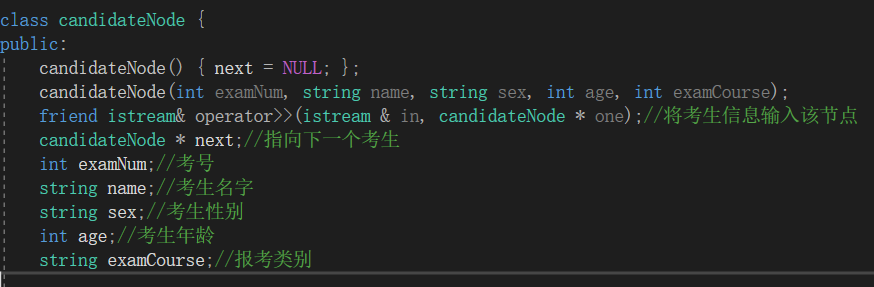 class candidateNode {
public:
    candidateNode() { next = NULL; };
    candidateNode(int examNum, string name, string sex, int age, int examCourse);
    friend istream& operator>>(istream & in, candidateNode * one);//将考生信息输入该节点
    candidateNode * next;//指向下一个考生
    int examNum;//考号
    string name;//考生名字
    string sex;//考生性别
    int age;//考生年龄
    string examCourse;//报考类别